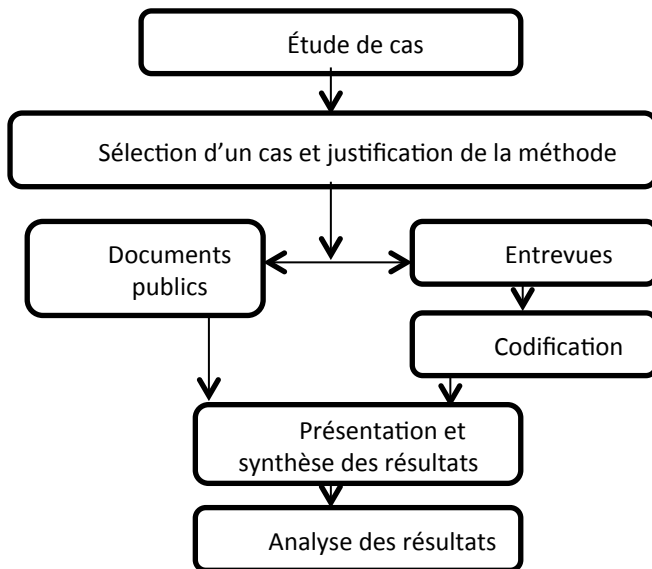 Étude de cas
Sélection d’un cas et justification de la méthode
Documents
publics
Entrevues
Codification
Présentation et
synthèse des résultats
Analyse des résultats